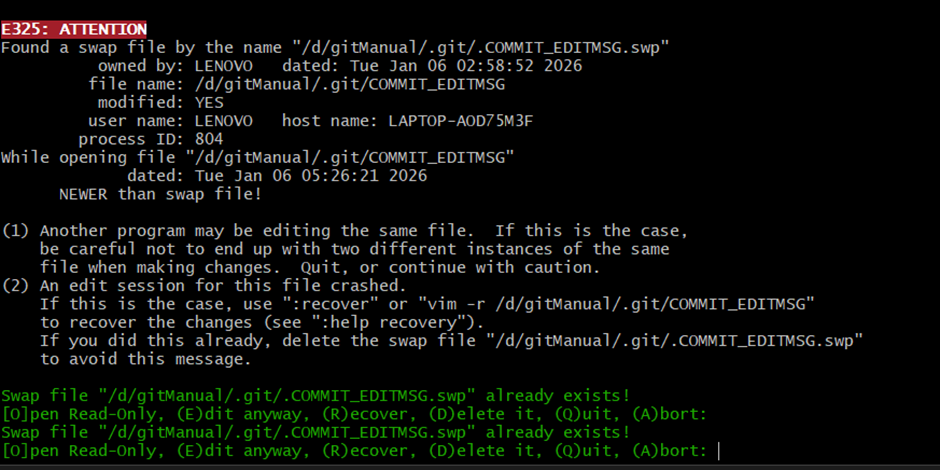 E325: ATTENTION
Found a swap file by the name "/d/gitManual/.git/.COMMIT_EDITMSG.swp"
owned by: LENOVO   dated: Tue Jan 06 02:58:52 2026
file name: /d/gitManual/.git/COMMIT_EDITMSG
modified: YES
user name: LENOVO   host name: LAPTOP-AOD75M3F
process ID: 804
While opening file "/d/gitManual/.git/COMMIT_EDITMSG"
dated: Tue Jan 06 05:26:21 2026
NEWER than swap file!
(1) Another program may be editing the same file.  If this is the case,
be careful not to end up with two different instances of the same
file when making changes.  Quit, or continue with caution.
(2) An edit session for this file crashed.
If this is the case, use ":recover" or "vim -r /d/gitManual/.git/COMMIT_EDITMSG"
to recover the changes (see ":help recovery").
If you did this already, delete the swap file "/d/gitManual/.git/.COMMIT_EDITMSG.swp"
to avoid this message.
Swap file "/d/gitManual/.git/.COMMIT_EDITMSG.swp" already exists!
[O]pen Read-Only, (E)dit anyway, (R)ecover, (D)elete it, (Q)uit, (A)bort:
Swap file "/d/gitManual/.git/.COMMIT_EDITMSG.swp" already exists!
[O]pen Read-Only, (E)dit anyway, (R)ecover, (D)elete it, (Q)uit, (A)bort: